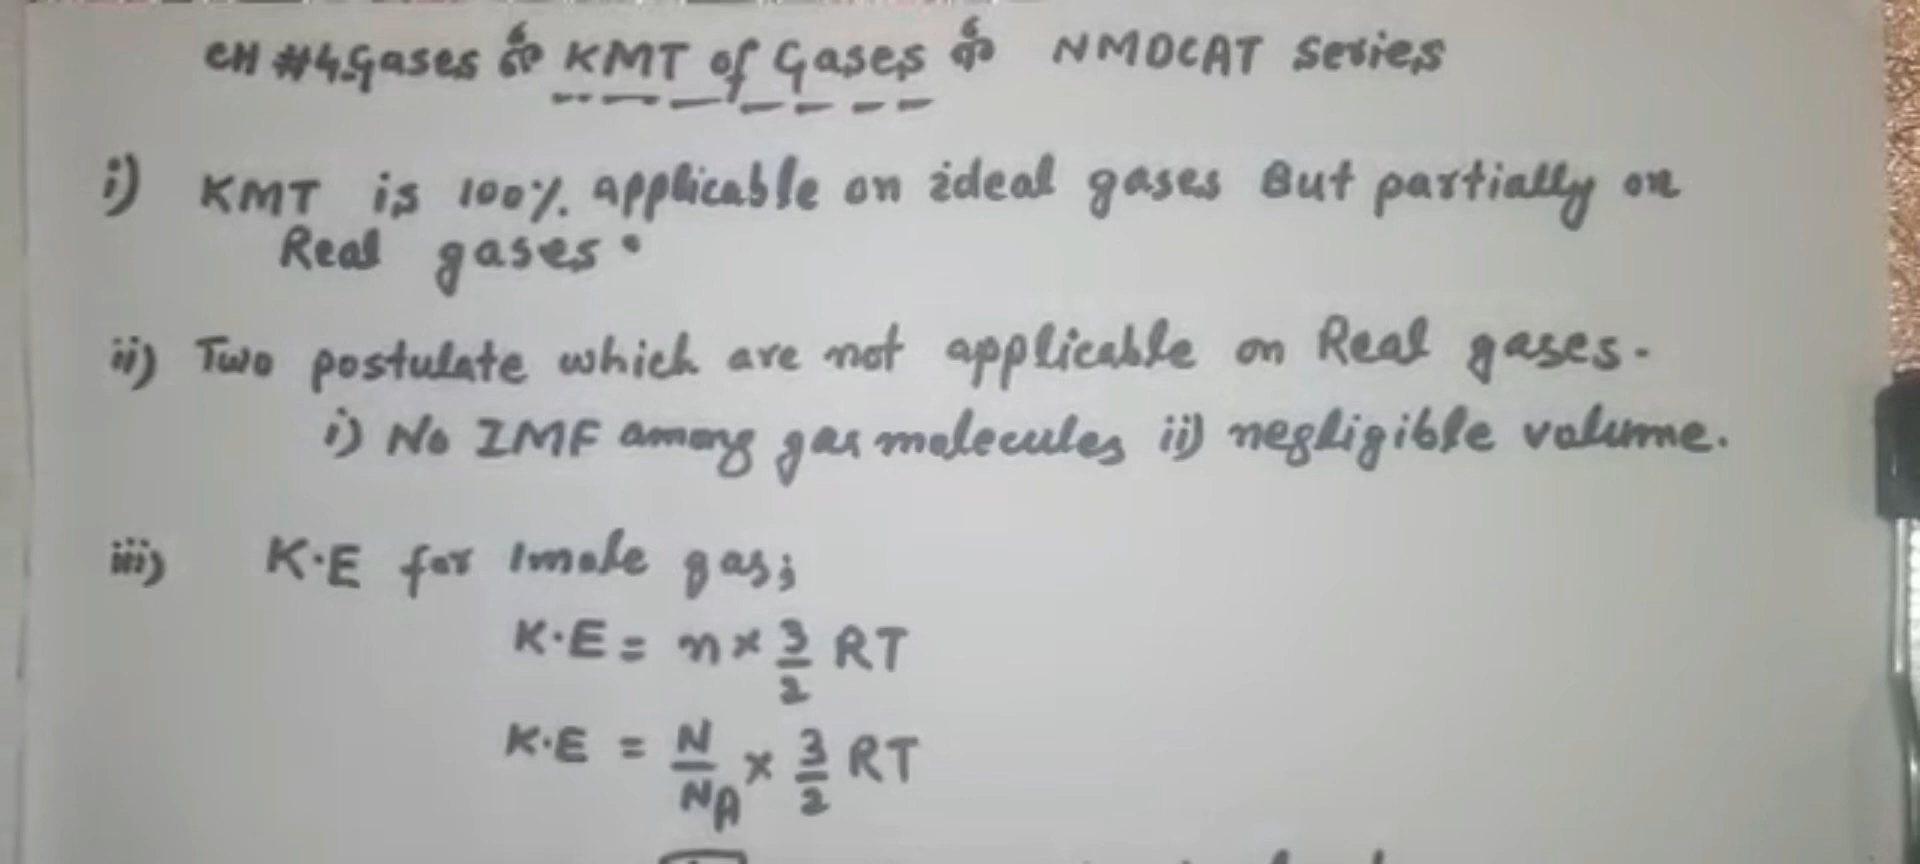 CH #4 Gases KMT of Gases NMDCAT Series
i) KMT is 100% applicable on ideal gases But partially on
Real gases.
ii) Two postulate which are not applicable on Real gases.
i) No IMF among gas molecules ii) negligible volume.
iii) K.E for 1mole gas;
K.E = n × 3/2 RT
K.E = N/NA × 3/2 RT